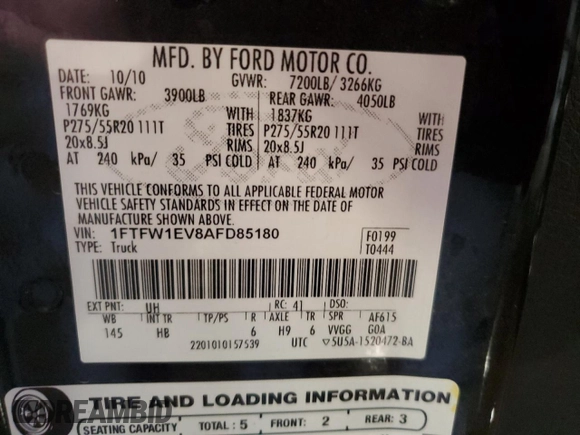 MFD. BY FORD MOTOR CO.
DATE: 10/10 GVWR: 7200LB/ 3266KG
FRONT GAWR: 3900LB REAR GAWR: 4050LB
1769KG WITH 1837KG WITH
P275/55R20 111T TIRES P275/55R20 111T TIRES
20x8.5J RIMS 20x8.5J RIMS
AT 240 kPa/ 35 PSI COLD AT 240 kPa/ 35 PSI COLD
THIS VEHICLE CONFORMS TO ALL APPLICABLE FEDERAL MOTOR
VEHICLE SAFETY STANDARDS IN EFFECT ON THE DATE OF
MANUFACTURE SHOWN ABOVE.
VIN: 1FTFW1EV8AFD85180 F0199
TYPE: Truck T0444
EXT PNT: UH RC: 41 DSO:
WB INT TR TP/PS R AXLE TR SPR AF615
145 HB 6 H9 6 VVGG GOA
2201010157539 UTC ▽5U5A-1520472-BA
TIRE AND LOADING INFORMATION
SEATING CAPACITY TOTAL: 5 FRONT: 2 REAR: 3
DREAMBID